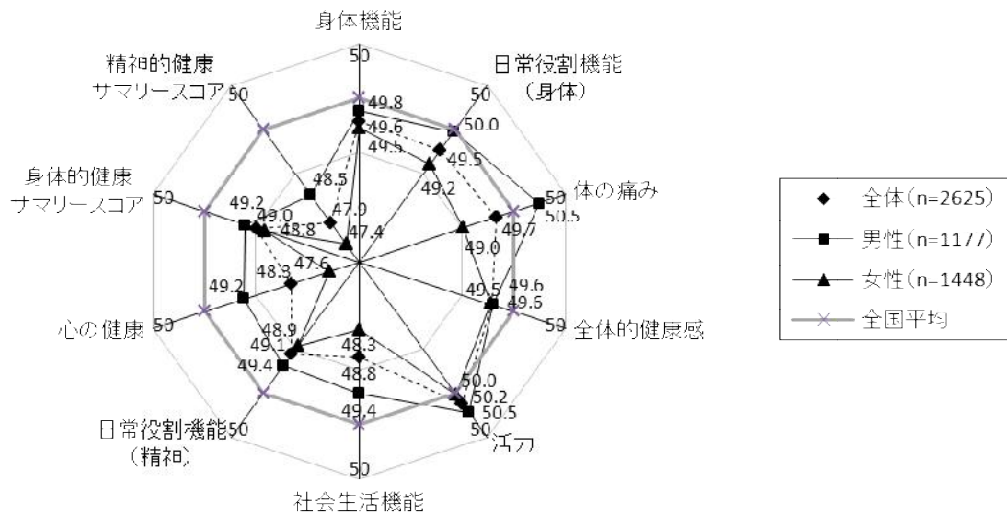 身体機能
50
精神的健康
サマリースコア
50
日常役割機能
(身体)
50
49.8
49.6
49.5
50.0
49.5
49.2
48.5
47.0
47.4
身体的健康
サマリースコア
50
49.2
49.0
48.8
体の痛み
50
50.5
49.7
49.0
47.6
48.3
49.2
心の健康
50
49.5
49.6
49.6
全体的健康感
50
48.9
49.1
49.4
日常役割機能
(精神)
50
48.3
48.8
49.4
社会生活機能
50
50.0
50.2
50.5
50
活力
全体(n=2625)
男性(n=1177)
女性(n=1448)
全国平均